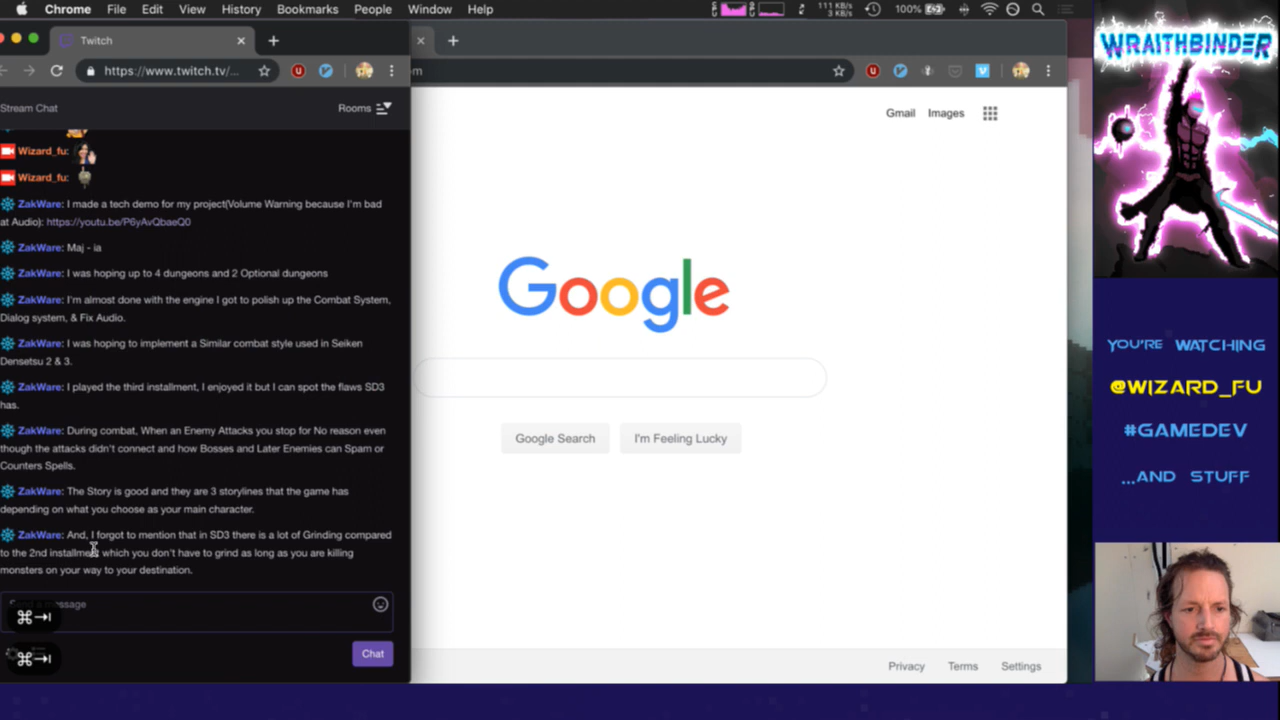 Chrome File Edit View History Bookmarks People Window Help
111 KB/s
3 KB/s
100%
Twitch
https://www.twitch.tv/...
om
Stream Chat
Rooms
Wizard_fu:
Wizard_fu:
ZakWare: I made a tech demo for my project(Volume Warning because I'm bad
at Audio): https://youtu.be/P6yAvQbaeQ0
ZakWare: Maj - ia
ZakWare: I was hoping up to 4 dungeons and 2 Optional dungeons
ZakWare: I'm almost done with the engine I got to polish up the Combat System,
Dialog system, & Fix Audio.
ZakWare: I was hoping to implement a Similar combat style used in Seiken
Densetsu 2 & 3.
ZakWare: I played the third installment, I enjoyed it but I can spot the flaws SD3
has.
ZakWare: During combat, When an Enemy Attacks you stop for No reason even
though the attacks didn't connect and how Bosses and Later Enemies can Spam or
Counters Spells.
ZakWare: The Story is good and they are 3 storylines that the game has
depending on what you choose as your main character.
ZakWare: And, I forgot to mention that in SD3 there is a lot of Grinding compared
to the 2nd installment which you don't have to grind as long as you are killing
monsters on your way to your destination.
Send a message
⌘→|
⌘→|
Chat
Gmail Images
Google
Google Search I'm Feeling Lucky
Privacy Terms Settings
WRAITHBINDER
YOU'RE WATCHING
@WIZARD_FU
#GAMEDEV
...AND STUFF